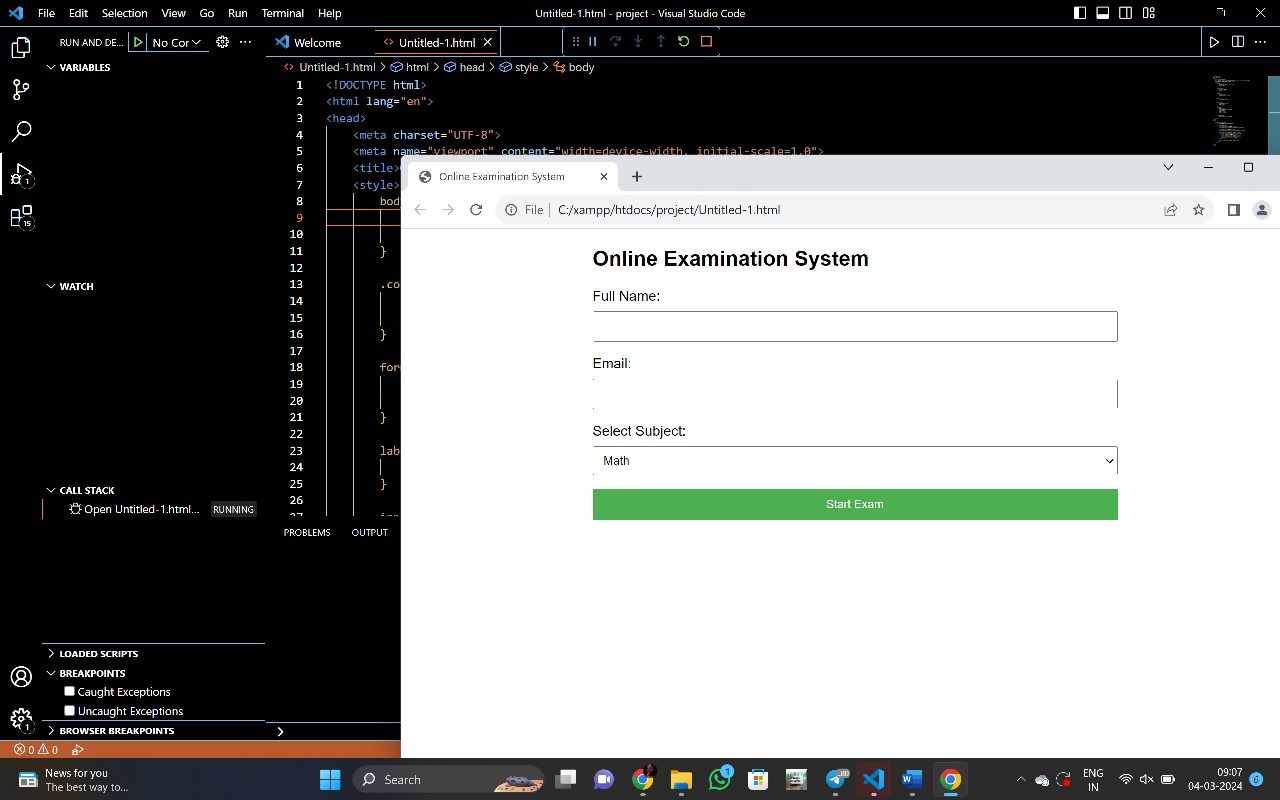 File Edit Selection View Go Run Terminal Help
Untitled-1.html - project - Visual Studio Code
RUN AND DE... No Cor
Welcome
Untitled-1.html
VARIABLES
Untitled-1.html > html > head > style > body
1 <!DOCTYPE html>
2 <html lang="en">
3 <head>
4 <meta charset="UTF-8">
5 <meta name="viewport" content="width=device-width, initial-scale=1.0">
6 <title>
7 <style>
8
9
10
11 }
12
13 .co
14
15
16 }
17
18
19
20
21 }
22
23 lab
24
25 }
26
27
WATCH
CALL STACK
Open Untitled-1.html... RUNNING
PROBLEMS OUTPUT
LOADED SCRIPTS
BREAKPOINTS
Caught Exceptions
Uncaught Exceptions
BROWSER BREAKPOINTS
1
15
1
0 0
Online Examination System
File | C:/xampp/htdocs/project/Untitled-1.html
Online Examination System
Full Name:
Email:
Select Subject:
Math
Start Exam
News for you
The best way to...
Search
1
80
ENG
IN
09:07
04-03-2024
6